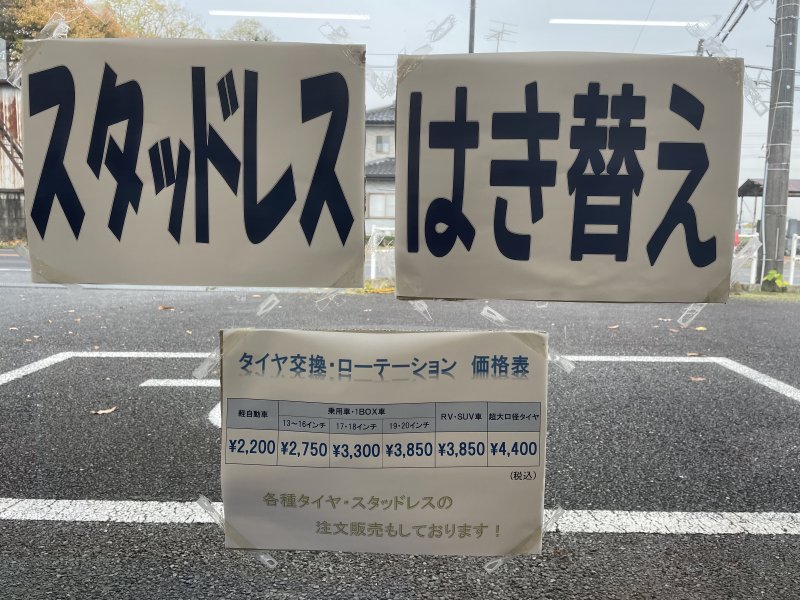 スタッドレス
はき替え
タイヤ交換・ローテーション 価格表
軽自動車 乗用車・1BOX車 RV・SUV車 超大口径タイヤ
13〜16インチ 17・18インチ 19・20インチ
¥2,200 ¥2,750 ¥3,300 ¥3,850 ¥3,850 ¥4,400
(税込)
各種タイヤ・スタッドレスの
注文販売もしております！